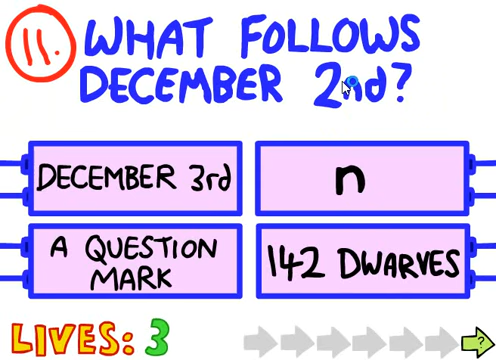 11. WHAT FOLLOWS
DECEMBER 2nd?
DECEMBER 3rd
n
A QUESTION
MARK
142 DWARVES
LIVES: 3
?